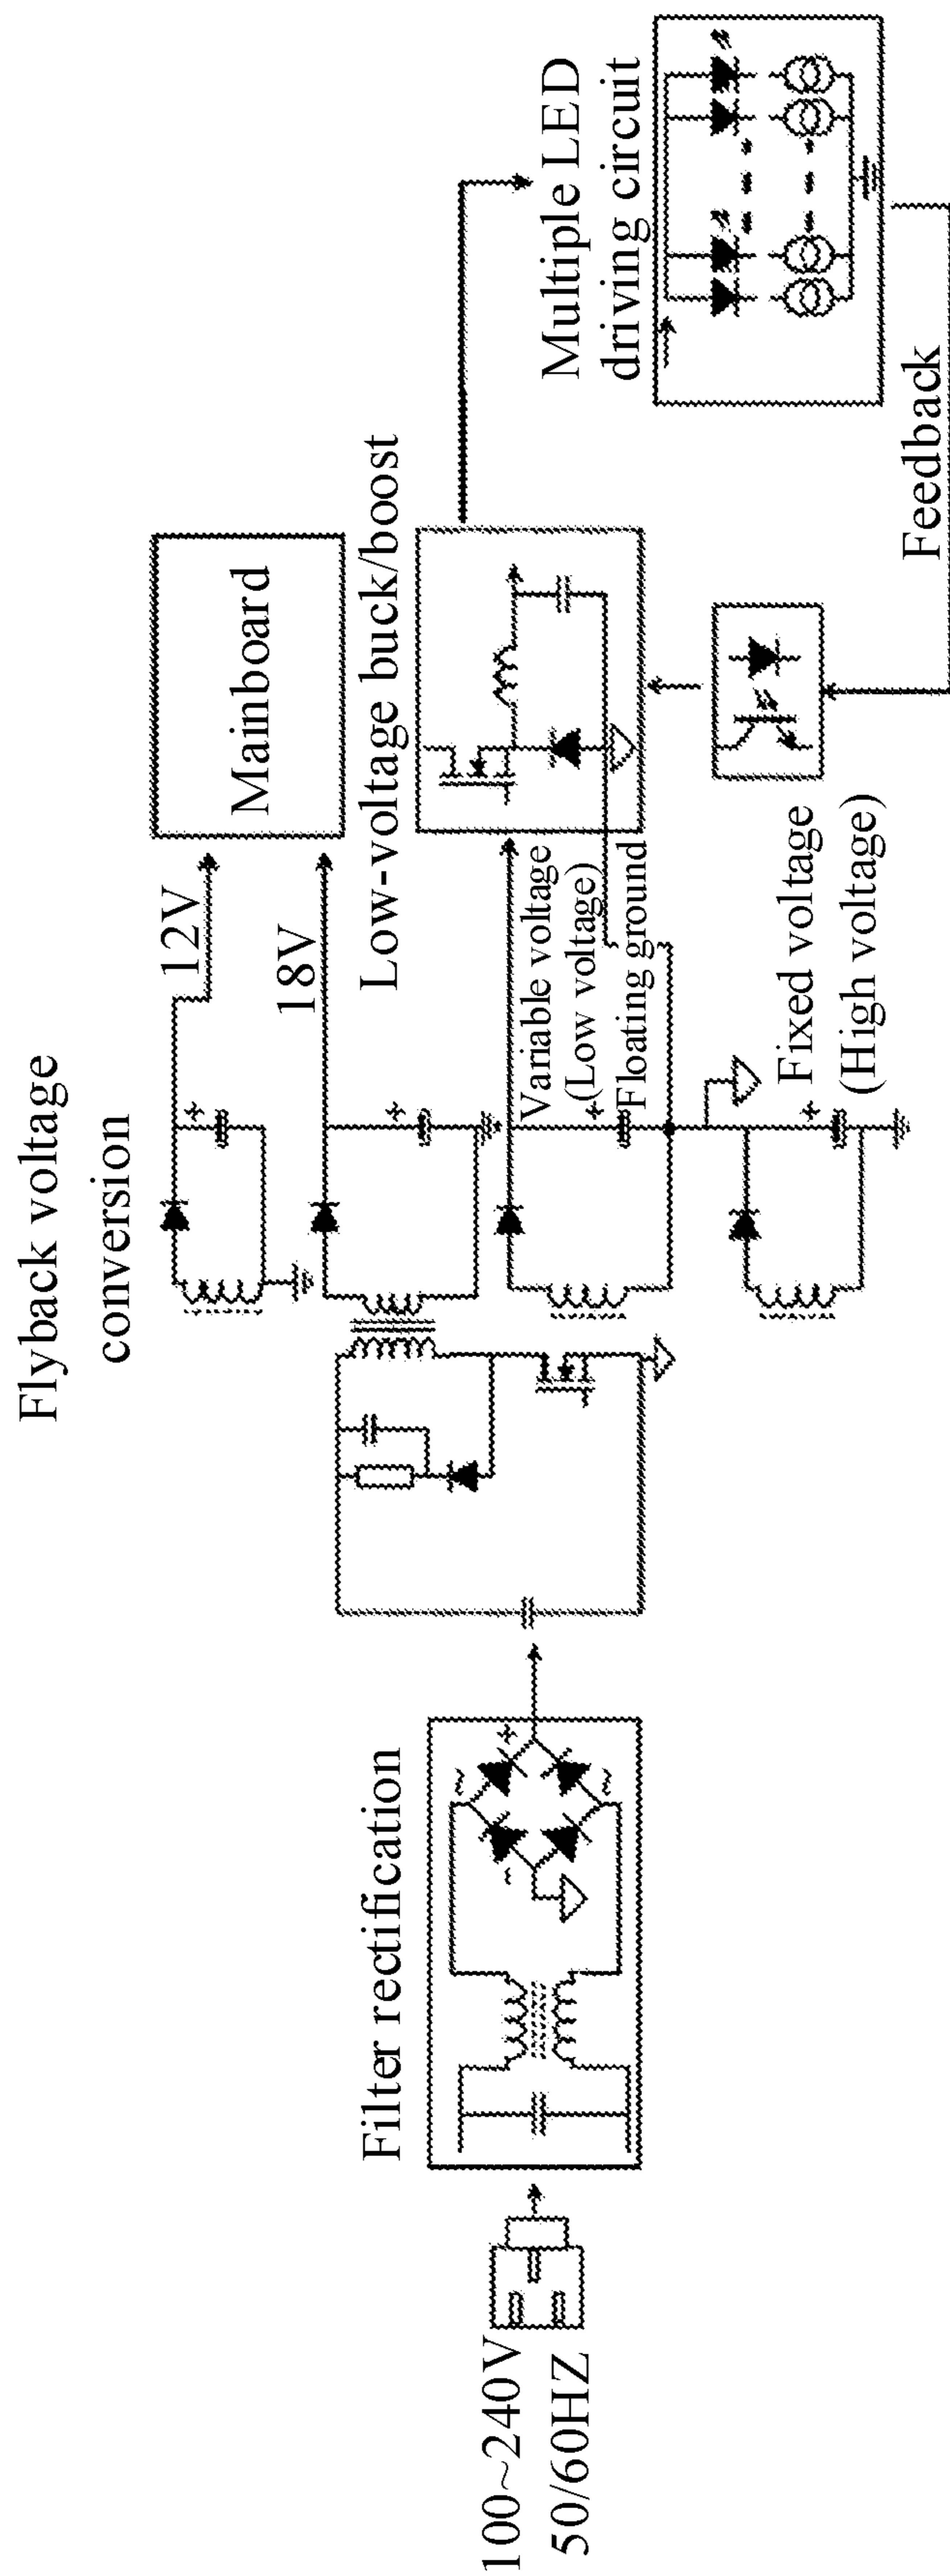 100~240V
50/60HZ
Filter rectification
Flyback voltage
conversion
12V
18V
Mainboard
Low-voltage buck/boost
Variable voltage
(Low voltage)
Floating ground
Fixed voltage
(High voltage)
Multiple LED
driving circuit
Feedback